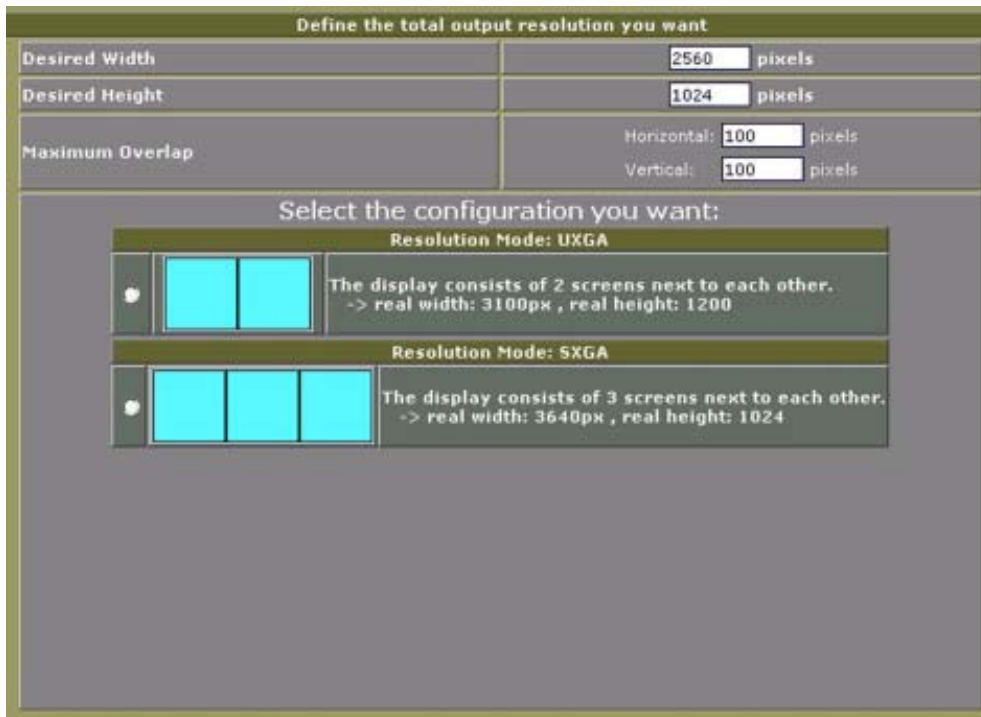 Define the total output resolution you want
Desired Width 2560 pixels
Desired Height 1024 pixels
Maximum Overlap
Horizontal: 100 pixels
Vertical: 100 pixels
Select the configuration you want:
Resolution Mode: UXGA
The display consists of 2 screens next to each other.
-> real width: 3100px , real height: 1200
Resolution Mode: SXGA
The display consists of 3 screens next to each other.
-> real width: 3640px , real height: 1024